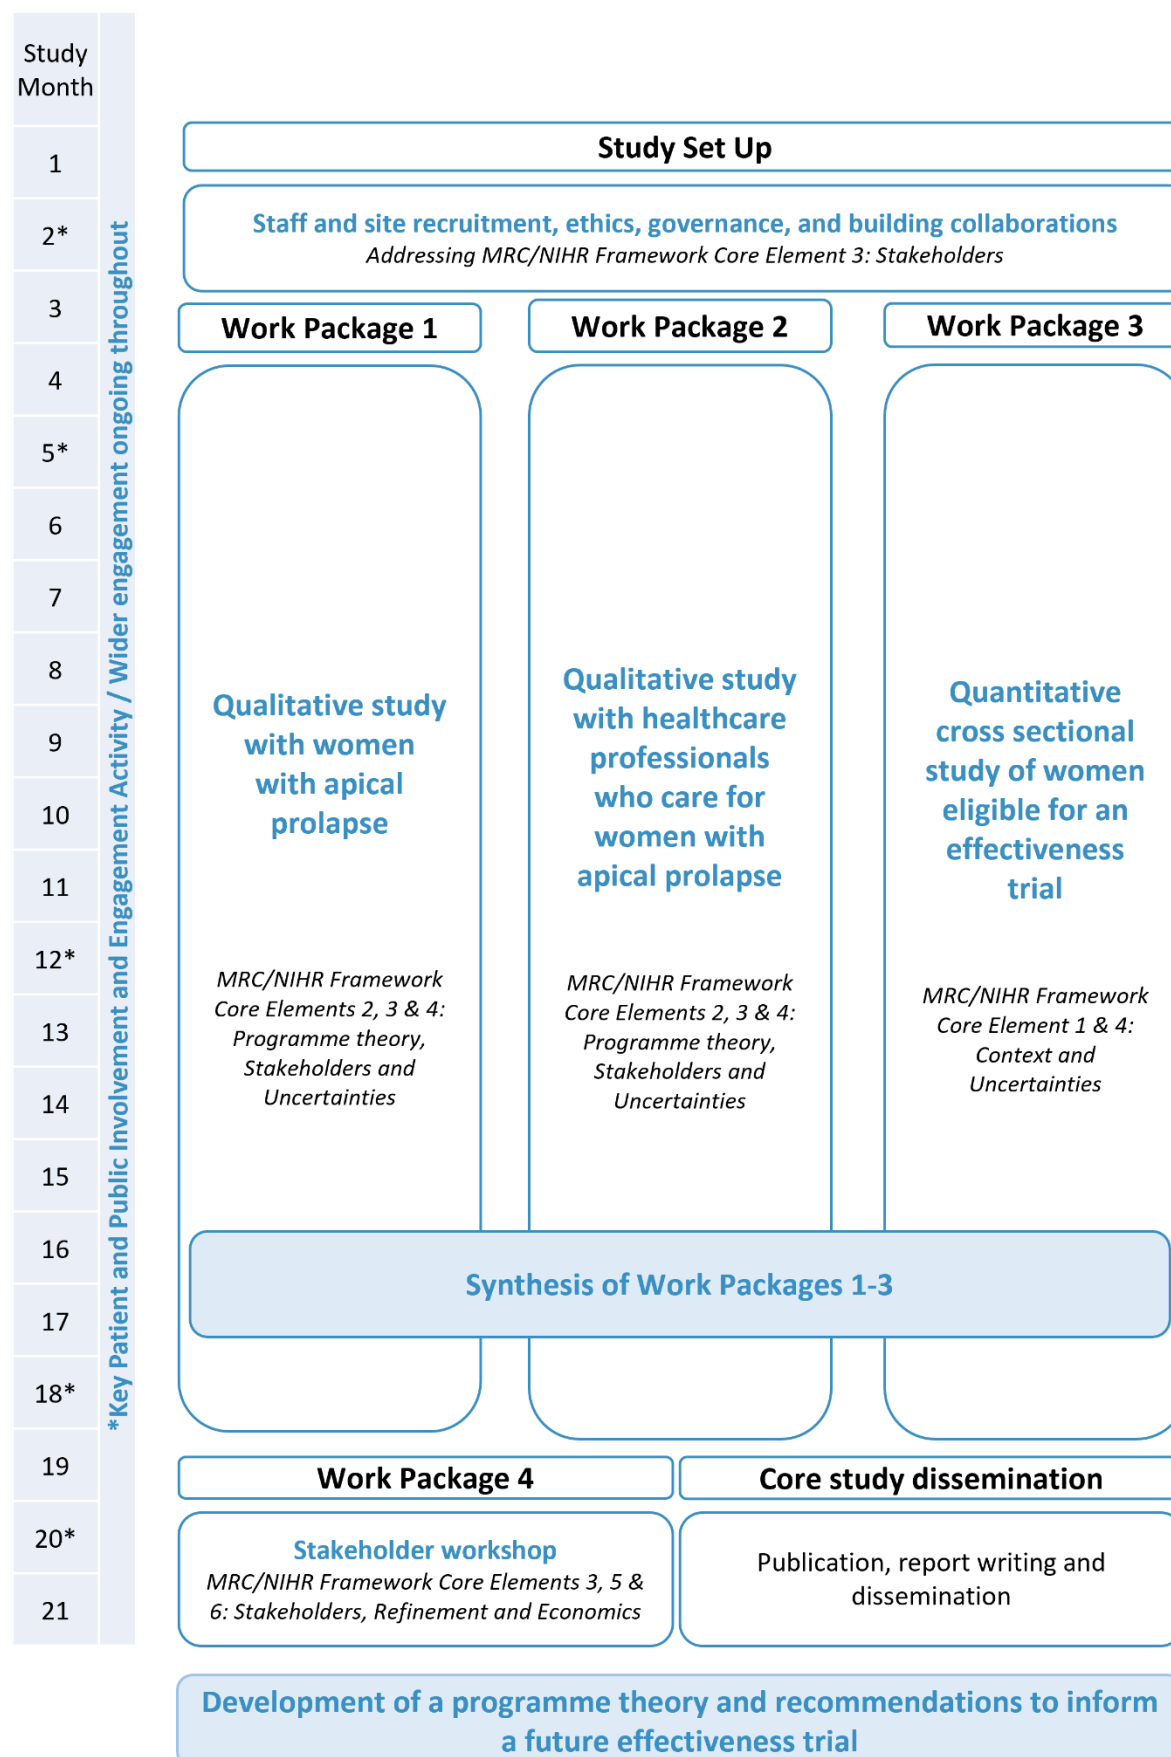 Study
Month
1
2*
3
4
5*
6
7
8
9
10
11
12*
13
14
15
16
17
18*
19
20*
21
*Key Patient and Public Involvement and Engagement Activity / Wider engagement ongoing throughout
Study Set Up
Staff and site recruitment, ethics, governance, and building collaborations
Addressing MRC/NIHR Framework Core Element 3: Stakeholders
Work Package 1
Qualitative study
with women
with apical
prolapse
MRC/NIHR Framework
Core Elements 2, 3 & 4:
Programme theory,
Stakeholders and
Uncertainties
Work Package 2
Qualitative study
with healthcare
professionals
who care for
women with
apical prolapse
MRC/NIHR Framework
Core Elements 2, 3 & 4:
Programme theory,
Stakeholders and
Uncertainties
Work Package 3
Quantitative
cross sectional
study of women
eligible for an
effectiveness
trial
MRC/NIHR Framework
Core Element 1 & 4:
Context and
Uncertainties
Synthesis of Work Packages 1-3
Work Package 4
Stakeholder workshop
MRC/NIHR Framework Core Elements 3, 5 &
6: Stakeholders, Refinement and Economics
Core study dissemination
Publication, report writing and
dissemination
Development of a programme theory and recommendations to inform
a future effectiveness trial